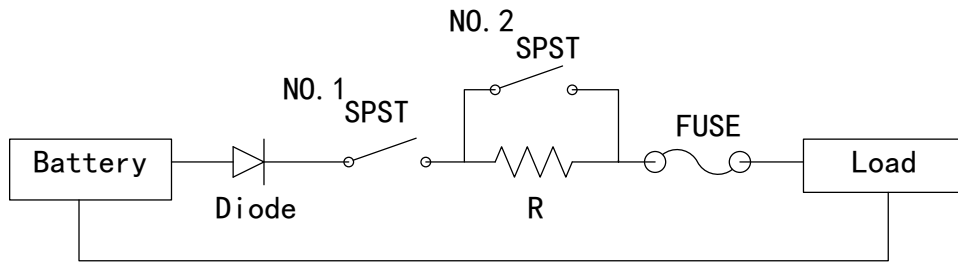 NO. 2
SPST
NO. 1
SPST
FUSE
Battery
Load
Diode
R